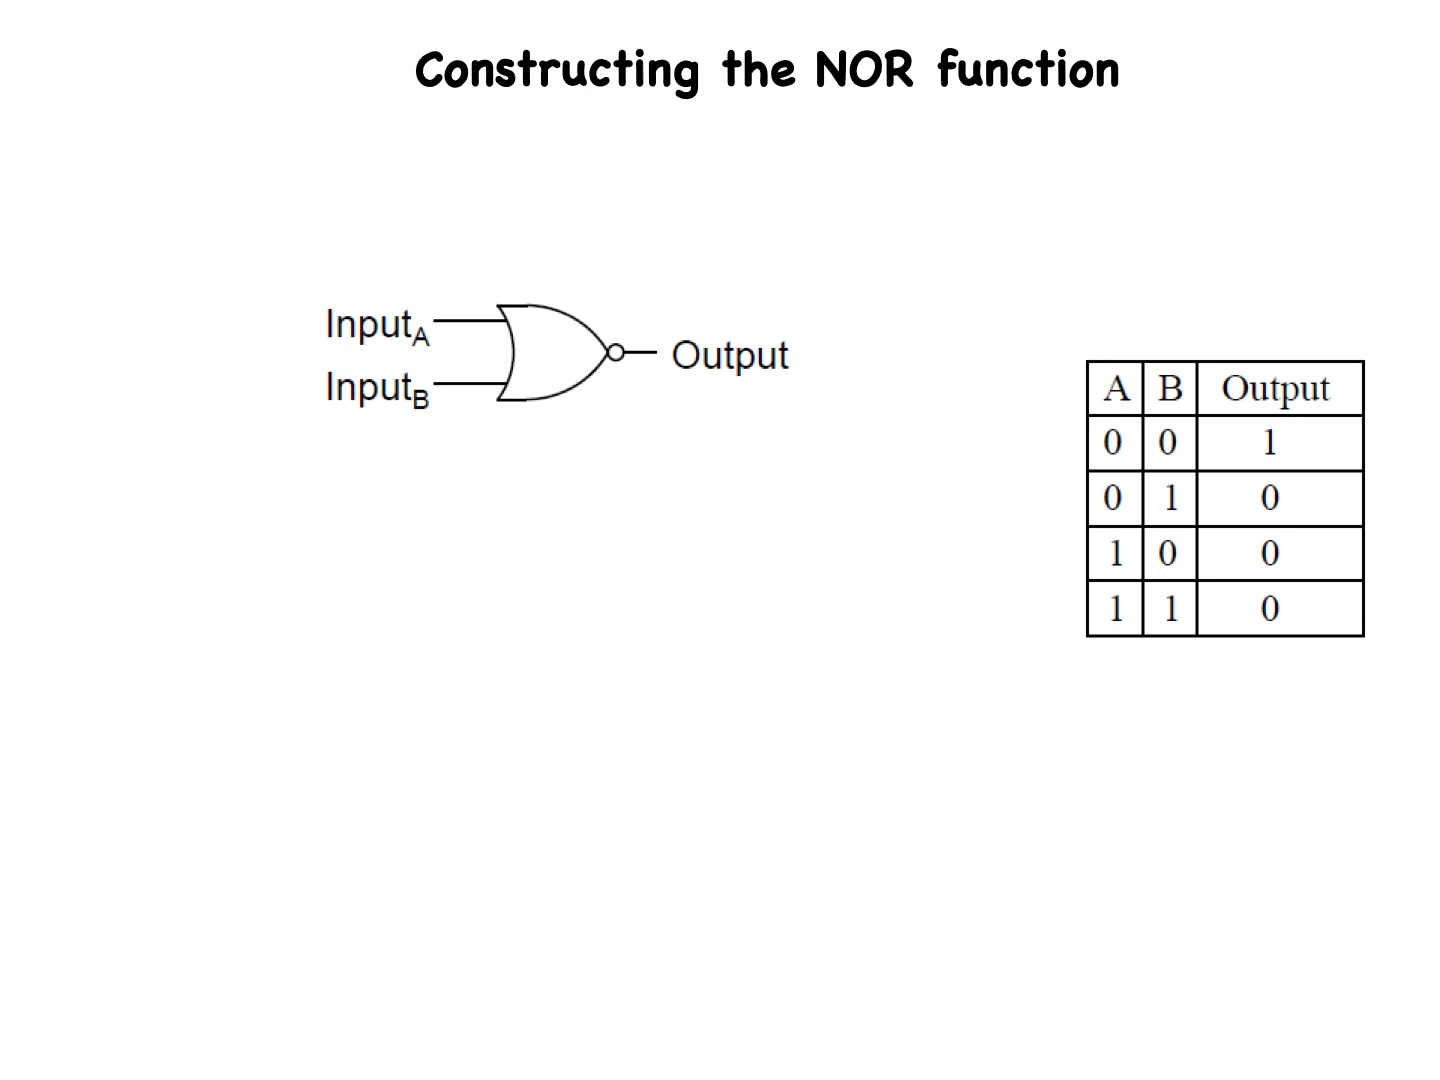 Constructing the NOR function
InputA
InputB
Output
A B Output
0 0 1
0 1 0
1 0 0
1 1 0